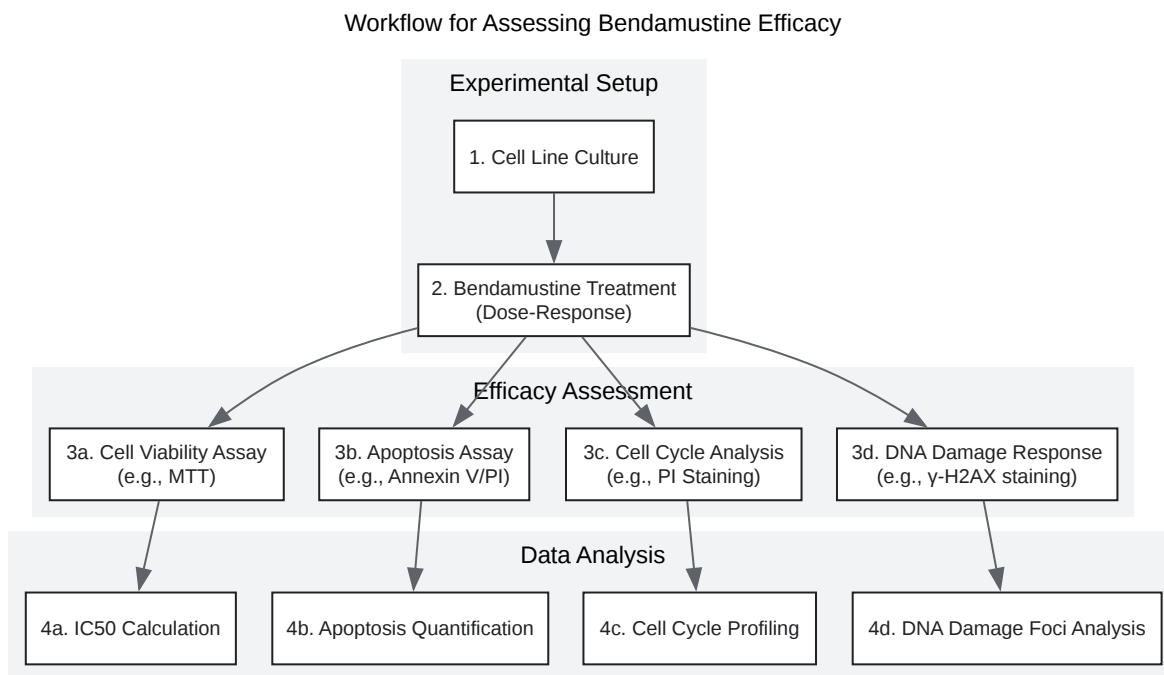 Workflow for Assessing Bendamustine Efficacy
Experimental Setup
1. Cell Line Culture
2. Bendamustine Treatment
(Dose-Response)
Efficacy Assessment
3a. Cell Viability Assay
(e.g., MTT)
3b. Apoptosis Assay
(e.g., Annexin V/PI)
3c. Cell Cycle Analysis
(e.g., PI Staining)
3d. DNA Damage Response
(e.g., γ-H2AX staining)
Data Analysis
4a. IC50 Calculation
4b. Apoptosis Quantification
4c. Cell Cycle Profiling
4d. DNA Damage Foci Analysis